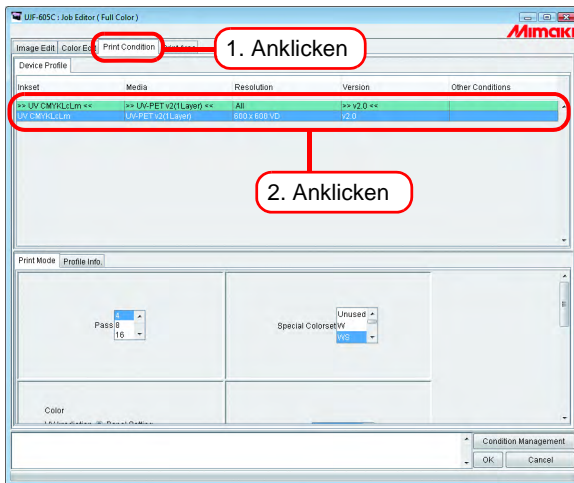 UJF-605C : Job Editor ( Full Color )
Mimaki
Image Edit Color Edit Print Condition
1. Anklicken
Device Profile
Inkset Media Resolution Version Other Conditions
>> UV CMYKLcLm << >> UV-PET v2(1Layer) << All >> v2.0 <<
UV CMYKLcLm UV-PET v2(1Layer) 600 x 600 VD v2.0
2. Anklicken
Print Mode Profile Info.
Pass 4 8 16
Special Colorset Unused W WS
Color
Condition Management
OK Cancel